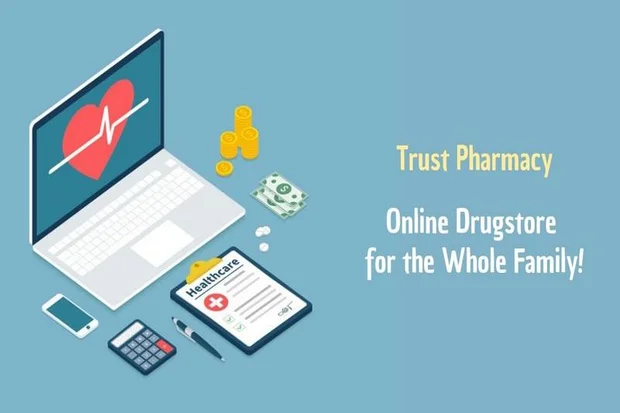 Trust Pharmacy
Online Drugstore
for the Whole Family!
Healthcare
$